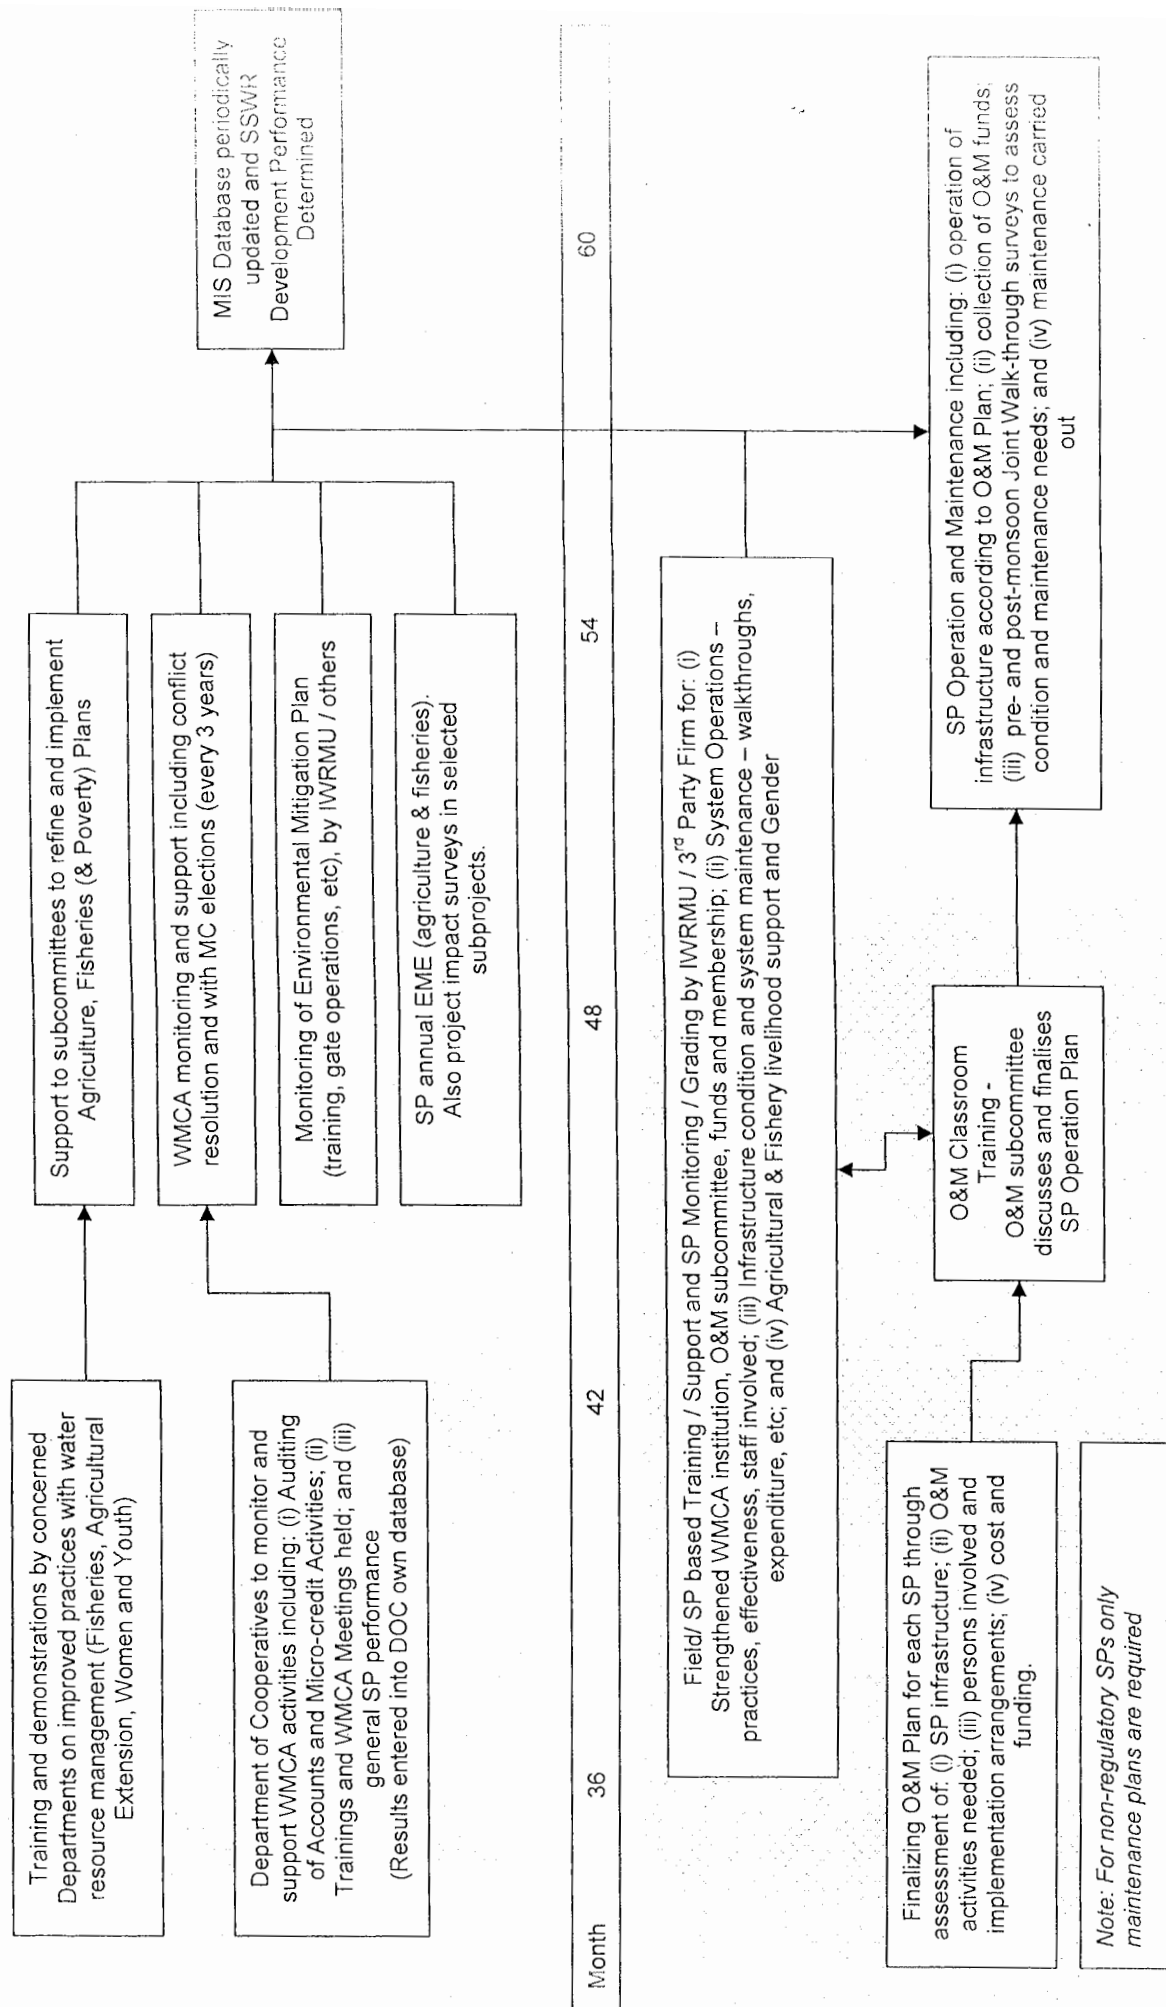 Training and demonstrations by concerned
Departments on improved practices with water
resource management (Fisheries, Agricultural
Extension, Women and Youth)
Department of Cooperatives to monitor and
support WMCA activities including: (i) Auditing
of Accounts and Micro-credit Activities; (ii)
Trainings and WMCA Meetings held; and (iii)
general SP performance
(Results entered into DOC own database)
Support to subcommittees to refine and implement
Agriculture, Fisheries (& Poverty) Plans
WMCA monitoring and support including conflict
resolution and with MC elections (every 3 years)
Monitoring of Environmental Mitigation Plan
(training, gate operations, etc), by IWRMU / others
SP annual EME (agriculture & fisheries).
Also project impact surveys in selected
subprojects.
MIS Database periodically
updated and SSWR
Development Performance
Determined
Month 36 42 48 54 60
Field/ SP based Training / Support and SP Monitoring / Grading by IWRMU / 3rd Party Firm for: (i)
Strengthened WMCA institution, O&M subcommittee, funds and membership; (ii) System Operations –
practices, effectiveness, staff involved; (iii) Infrastructure condition and system maintenance – walkthroughs,
expenditure, etc; and (iv) Agricultural & Fishery livelihood support and Gender
Finalizing O&M Plan for each SP through
assessment of: (i) SP infrastructure; (ii) O&M
activities needed; (iii) persons involved and
implementation arrangements; (iv) cost and
funding.
Note: For non-regulatory SPs only
maintenance plans are required
O&M Classroom
Training -
O&M subcommittee
discusses and finalises
SP Operation Plan
SP Operation and Maintenance including: (i) operation of
infrastructure according to O&M Plan; (ii) collection of O&M funds;
(iii) pre- and post-monsoon Joint Walk-through surveys to assess
condition and maintenance needs; and (iv) maintenance carried
out